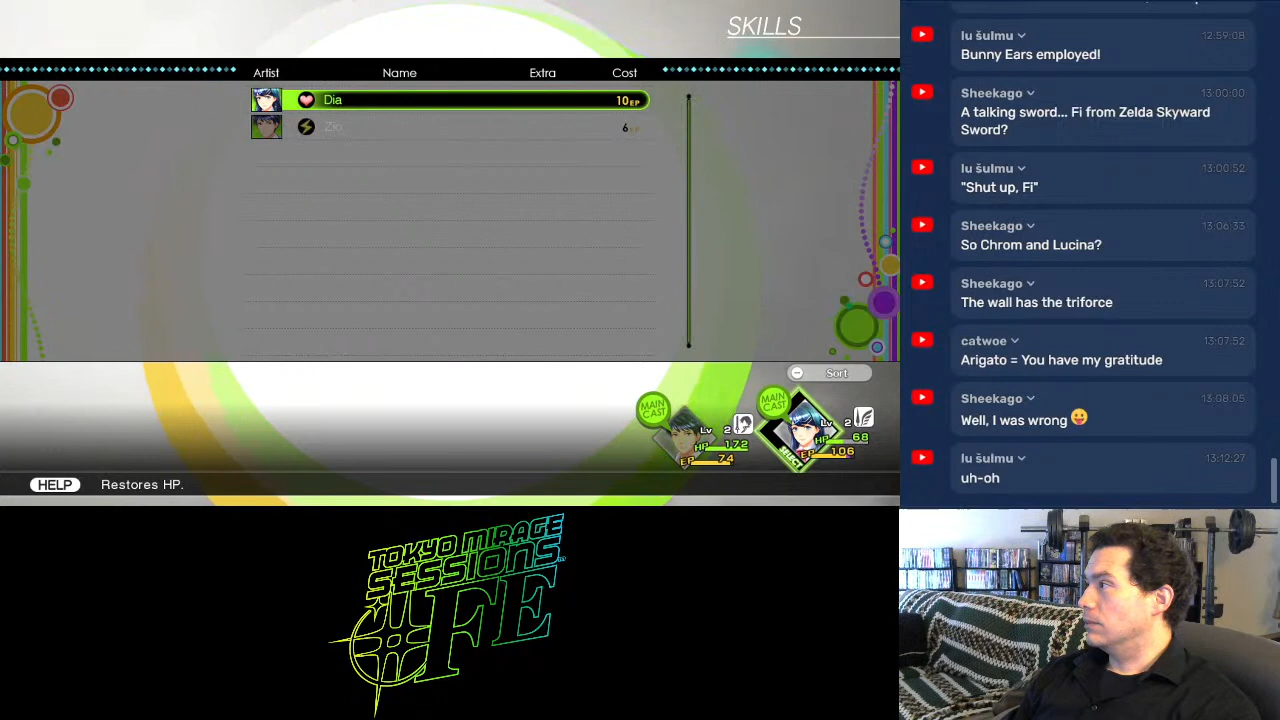 SKILLS
Artist Name Extra Cost
Dia 10EP
Zio 6EP
Sort
MAIN CAST Lv 2 HP 172 EP 74
MAIN CAST Lv 2 HP 68 EP 106 SELECT
HELP Restores HP.
TOKYO MIRAGE
SESSIONS
#FE
lu šulmu 12:59:08
Bunny Ears employed!
Sheekago 13:00:00
A talking sword... Fi from Zelda Skyward
Sword?
lu šulmu 13:00:52
"Shut up, Fi"
Sheekago 13:06:33
So Chrom and Lucina?
Sheekago 13:07:52
The wall has the triforce
catwoe 13:07:52
Arigato = You have my gratitude
Sheekago 13:08:05
Well, I was wrong 😛
lu šulmu 13:12:27
uh-oh